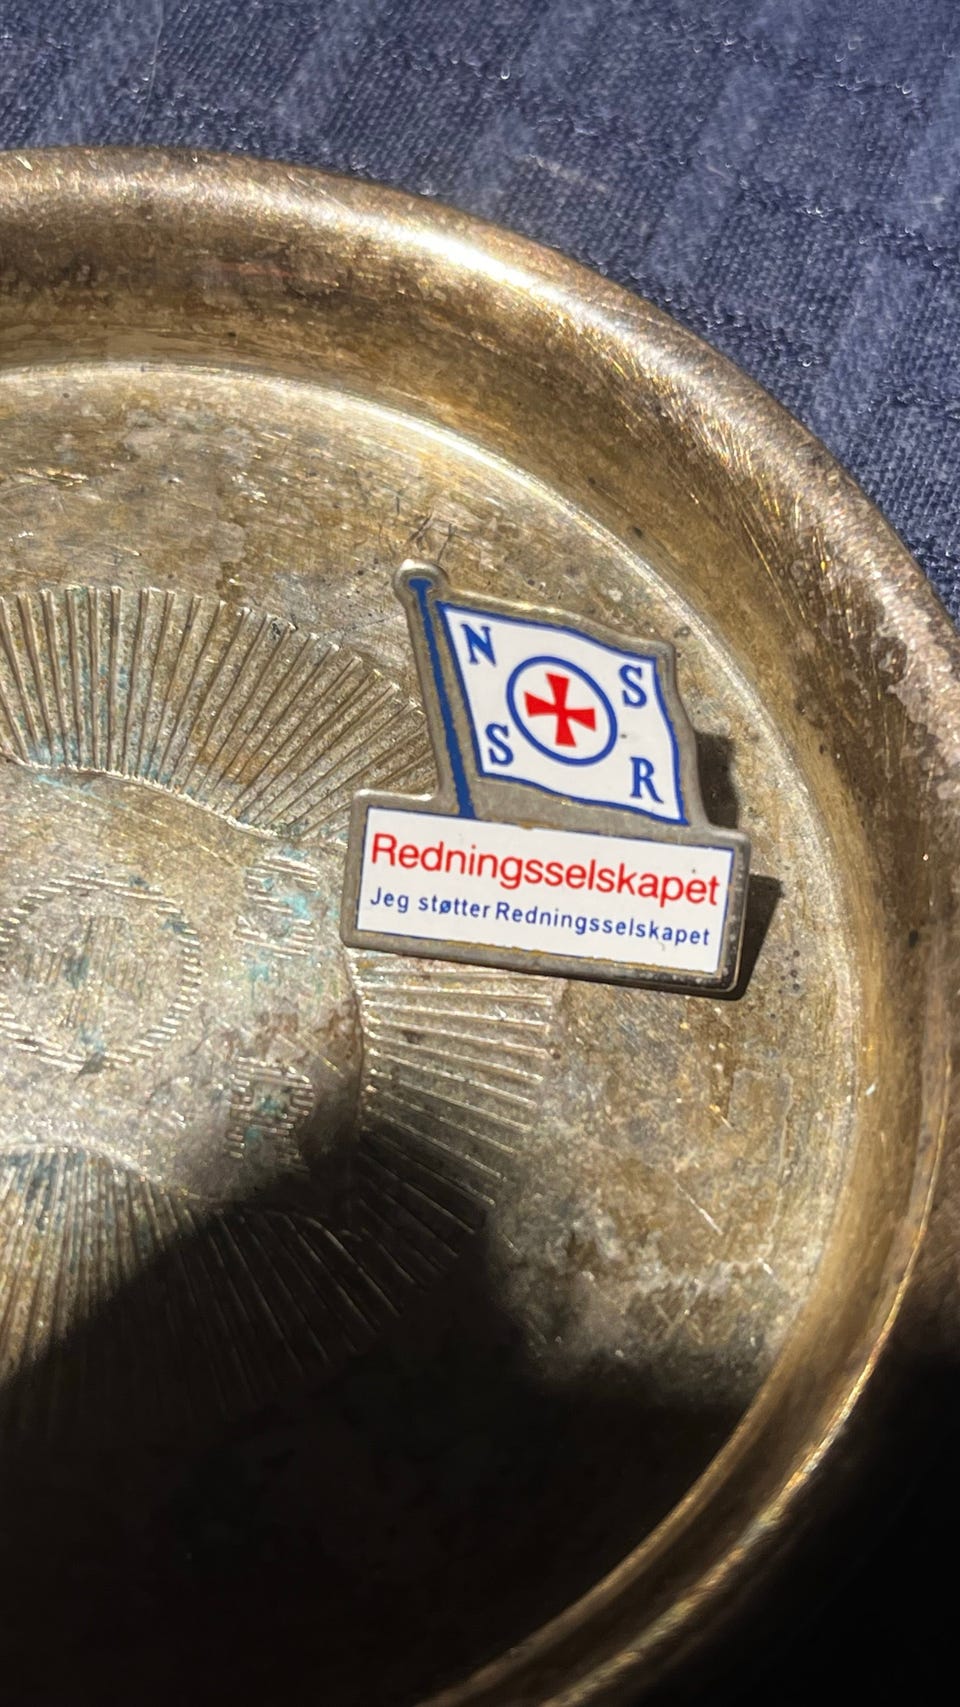 N S
S R
Redningsselskapet
Jeg støtter Redningsselskapet